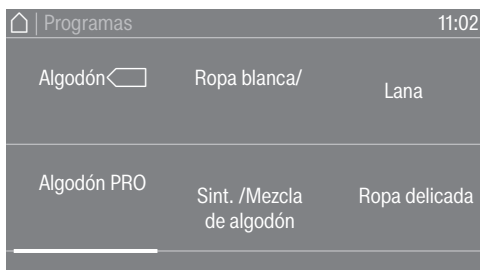 Programas 11:02
Algodón Ropa blanca/ Lana
Algodón PRO Sint. /Mezcla de algodón Ropa delicada